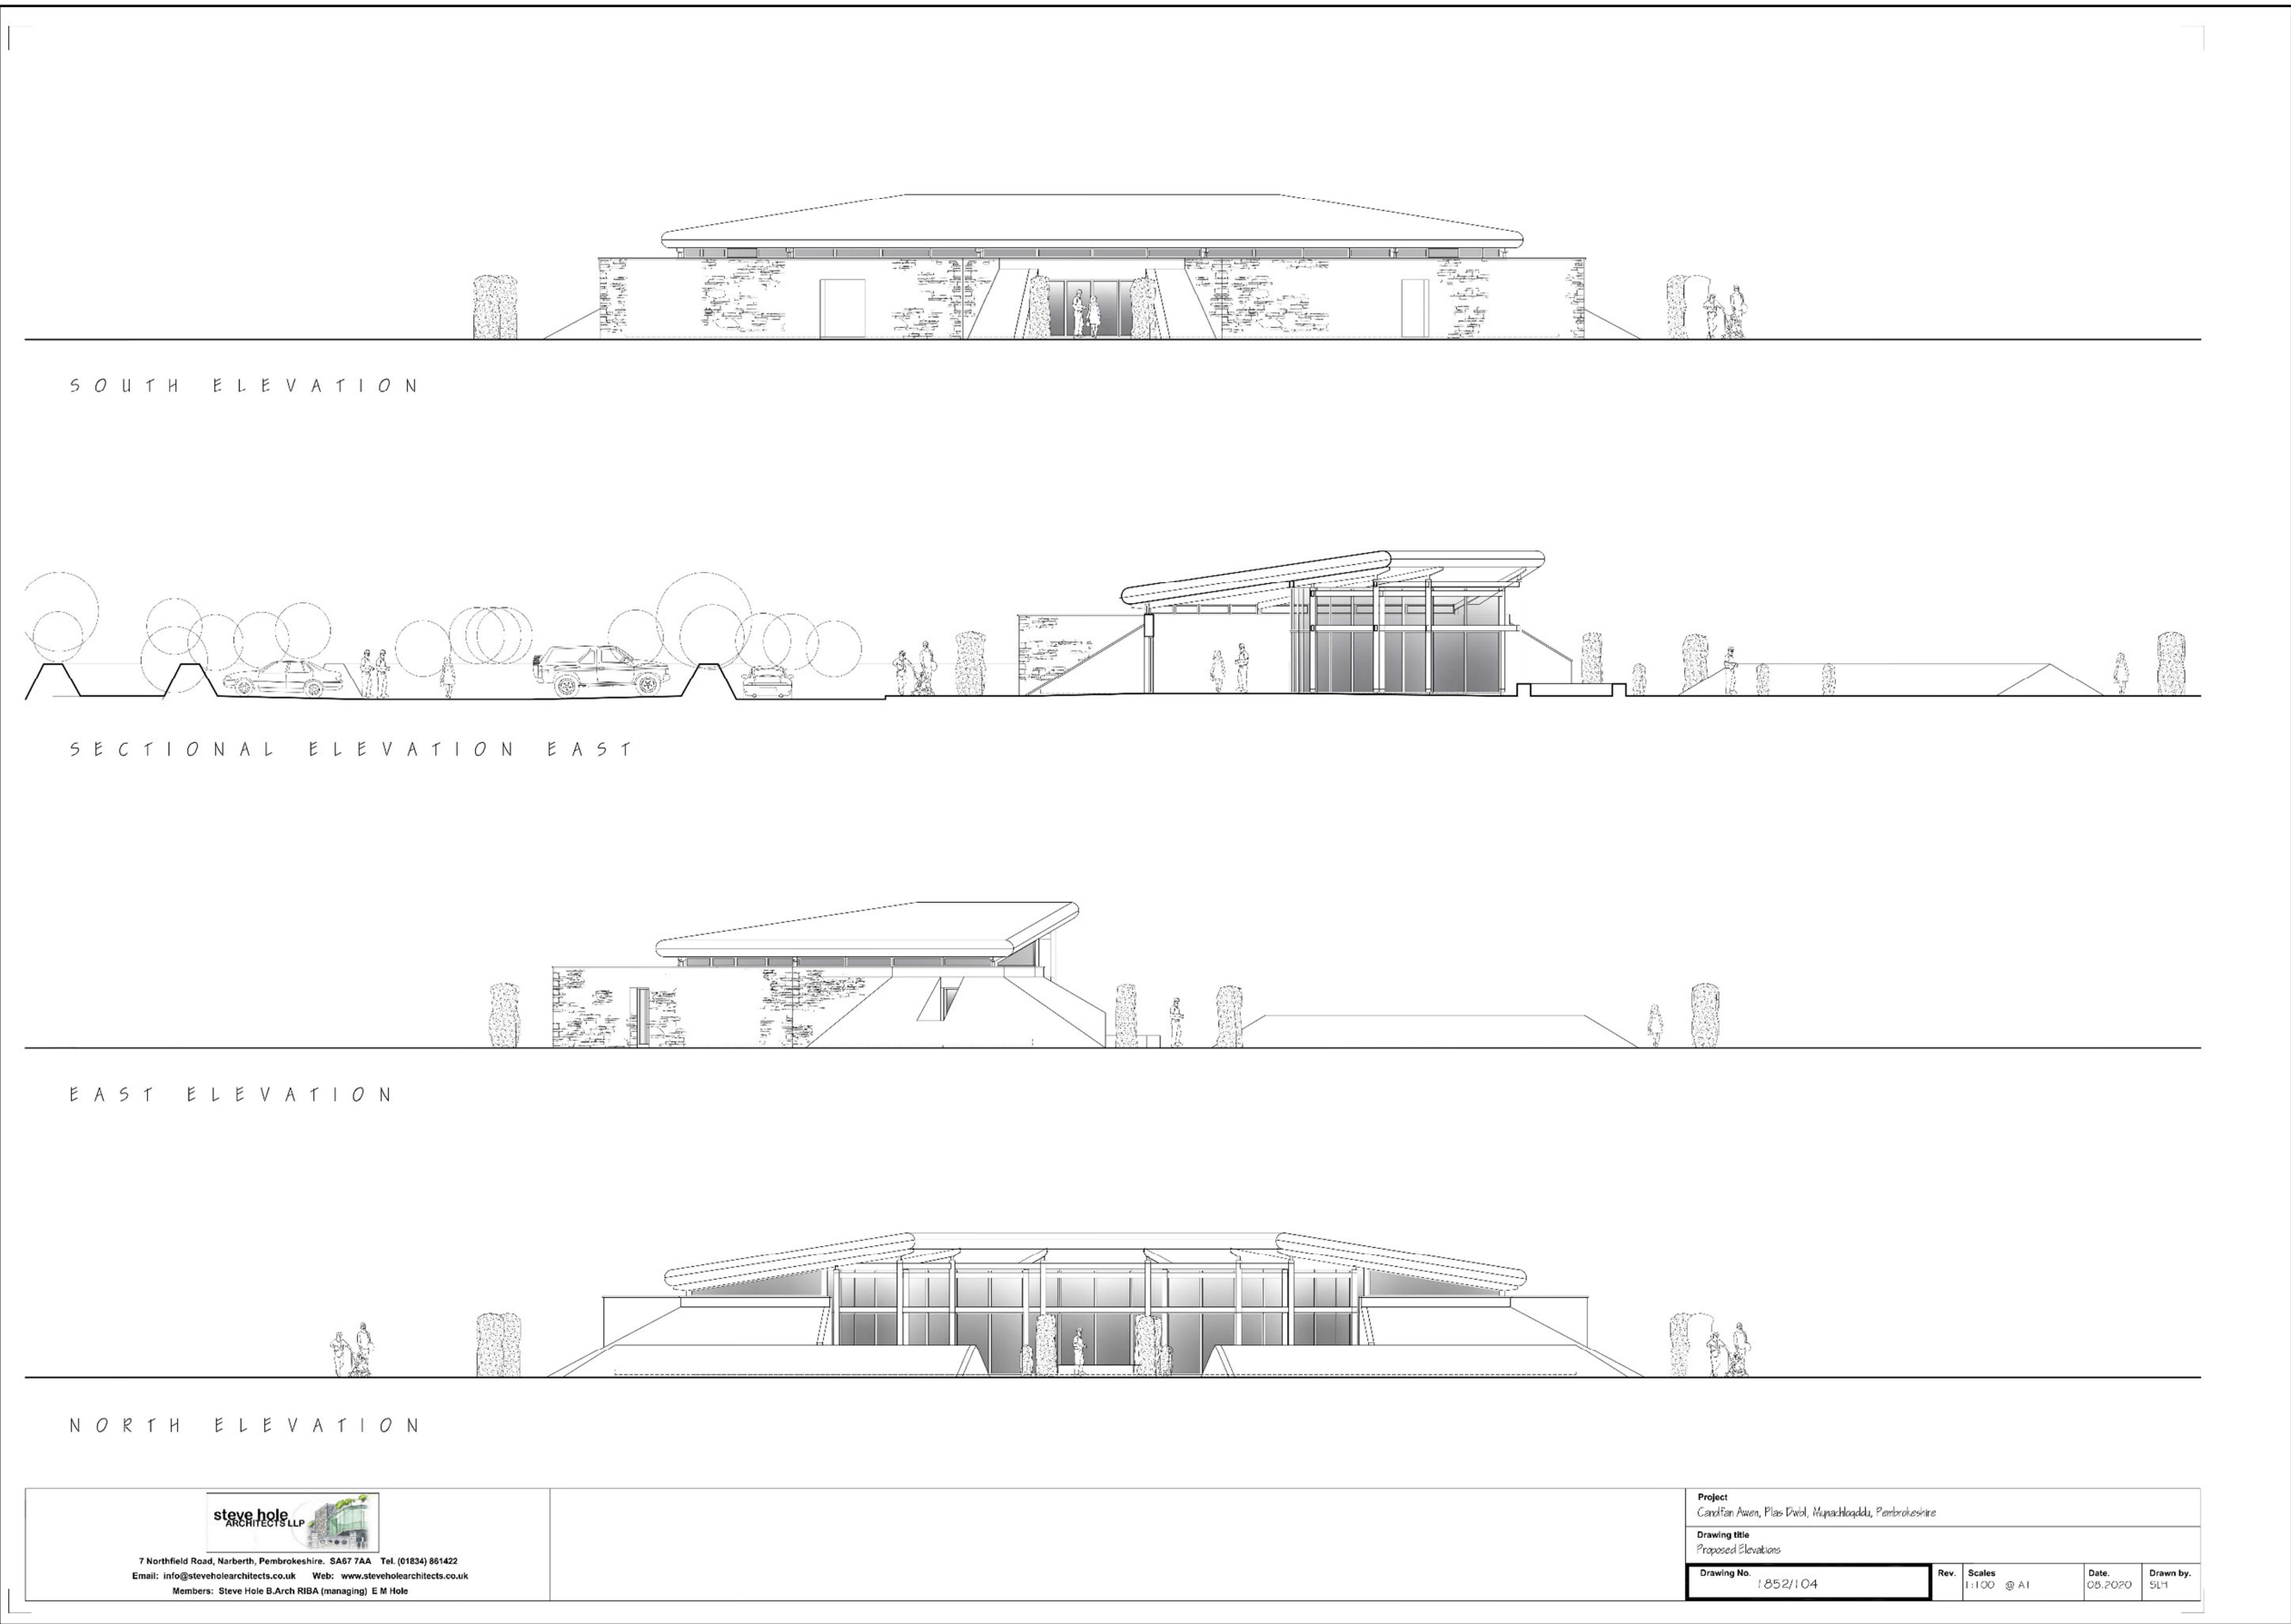 SOUTH ELEVATION
SECTIONAL ELEVATION EAST
EAST ELEVATION
NORTH ELEVATION
steve hole
ARCHITECTS LLP
7 Northfield Road, Narberth, Pembrokeshire. SA67 7AA Tel. (01834) 861422
Email: info@steveholearchitects.co.uk Web: www.steveholearchitects.co.uk
Members: Steve Hole B.Arch RIBA (managing) E M Hole
Project
Canolfan Awen, Plas Dwbl, Mynachlogddu, Pembrokeshire
Drawing title
Proposed Elevations
Drawing No.
1852/104
Rev.
Scales
1:100 @ A1
Date.
08.2020
Drawn by.
SLH